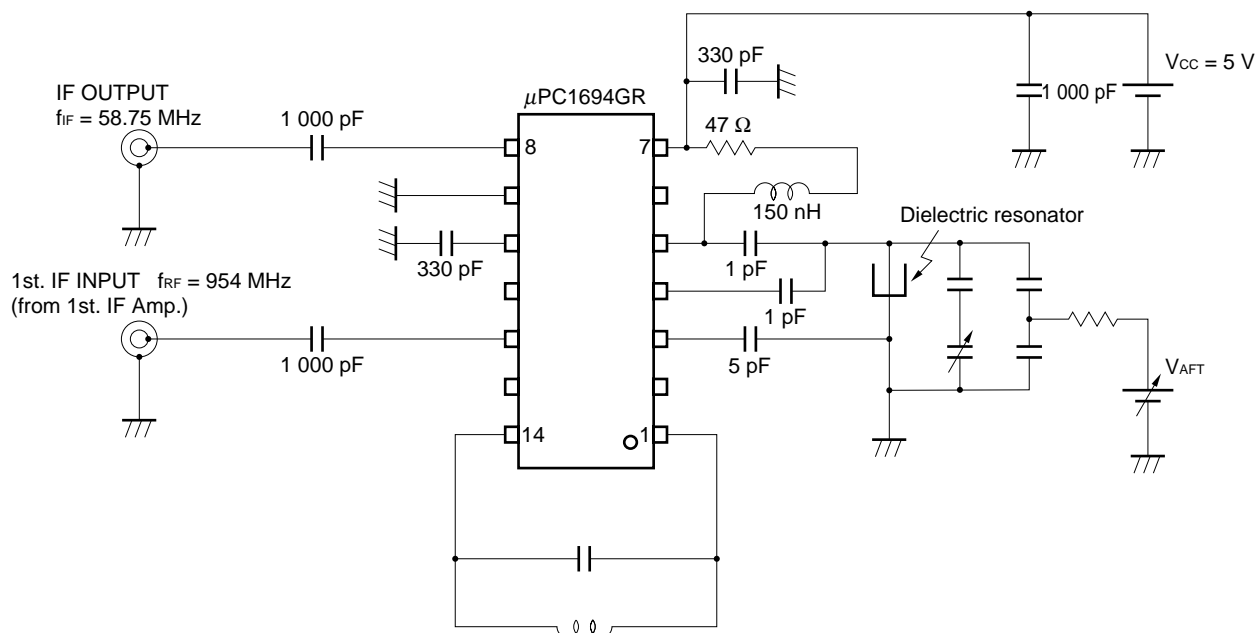 330 pF
VCC = 5 V
IF OUTPUT
fIF = 58.75 MHz
μPC1694GR
1 000 pF
1 000 pF
47 Ω
8
7
150 nH
Dielectric resonator
330 pF
1 pF
1st. IF INPUT fRF = 954 MHz
(from 1st. IF Amp.)
1 pF
1 000 pF
5 pF
VAFT
14
1